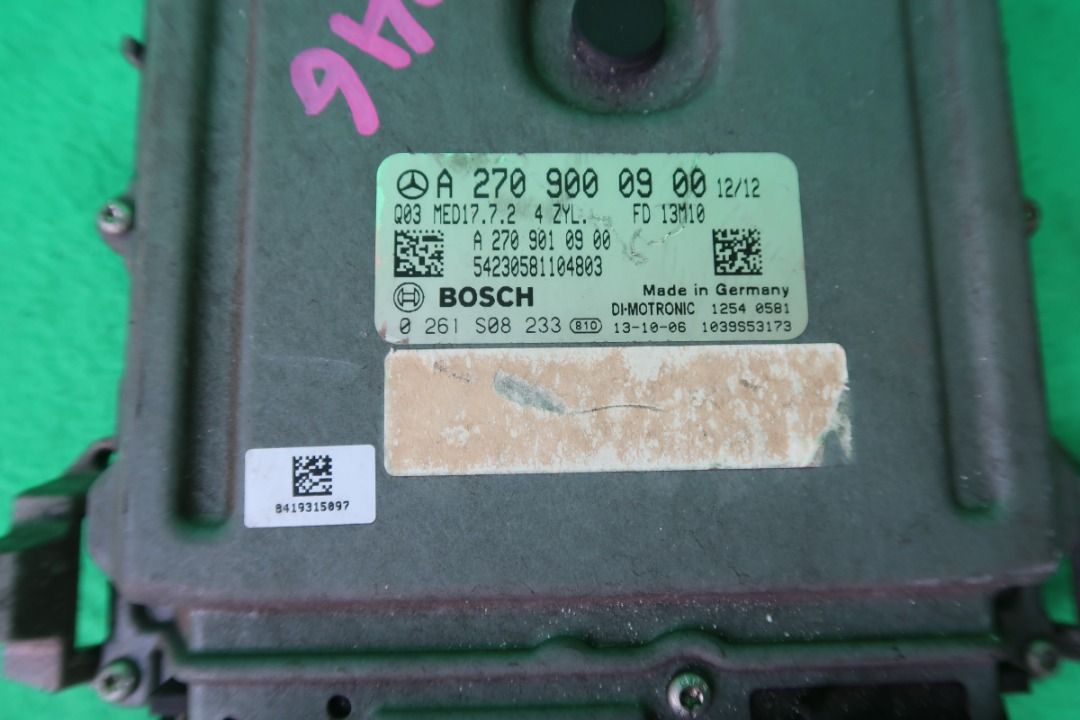 A 270 900 09 00 12/12
Q03 MED17.7.2 4 ZYL. FD 13M10
A 270 901 09 00
54230581104803
BOSCH Made in Germany
DI-MOTRONIC 1254 0581
0 261 S08 233 B10 13-10-06 1039S53173
8419315097